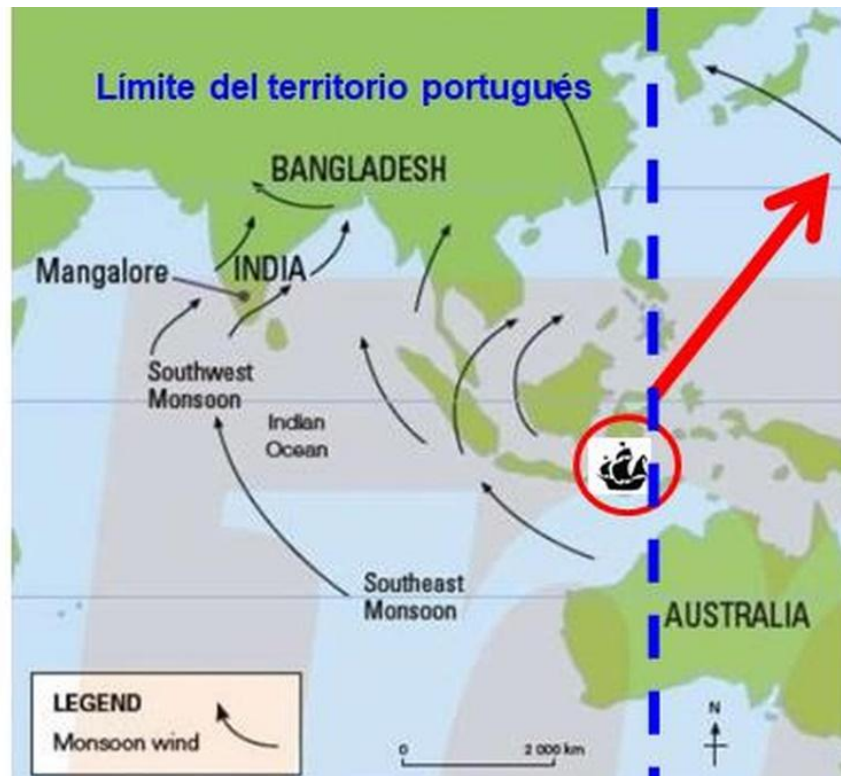 Límite del territorio portugués
BANGLADESH
Mangalore
INDIA
Southwest
Monsoon
Indian
Ocean
Southeast
Monsoon
AUSTRALIA
LEGEND
Monsoon wind
0 2 000 km
N